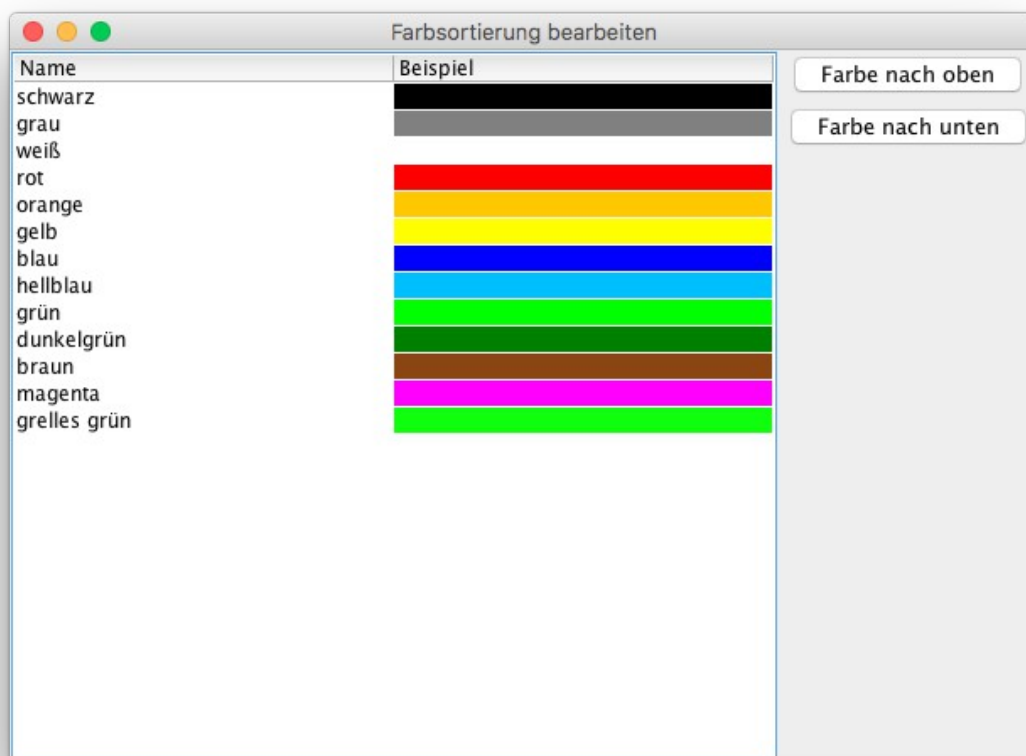 Farbsortierung bearbeiten
Name Beispiel
Farbe nach oben
Farbe nach unten
schwarz
grau
weiß
rot
orange
gelb
blau
hellblau
grün
dunkelgrün
braun
magenta
grelles grün